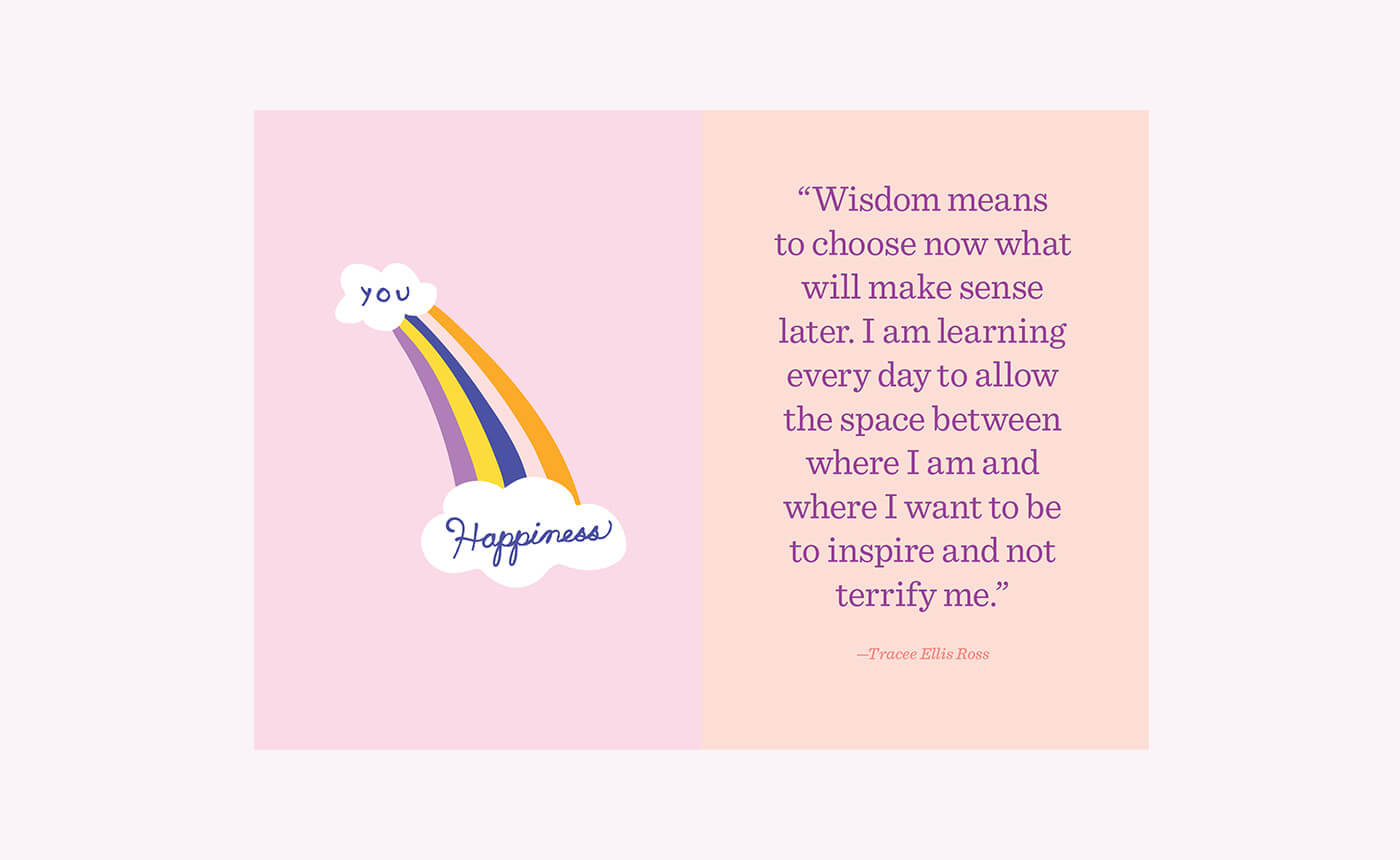 YOU
Happiness
“Wisdom means
to choose now what
will make sense
later. I am learning
every day to allow
the space between
where I am and
where I want to be
to inspire and not
terrify me.”
—Tracee Ellis Ross